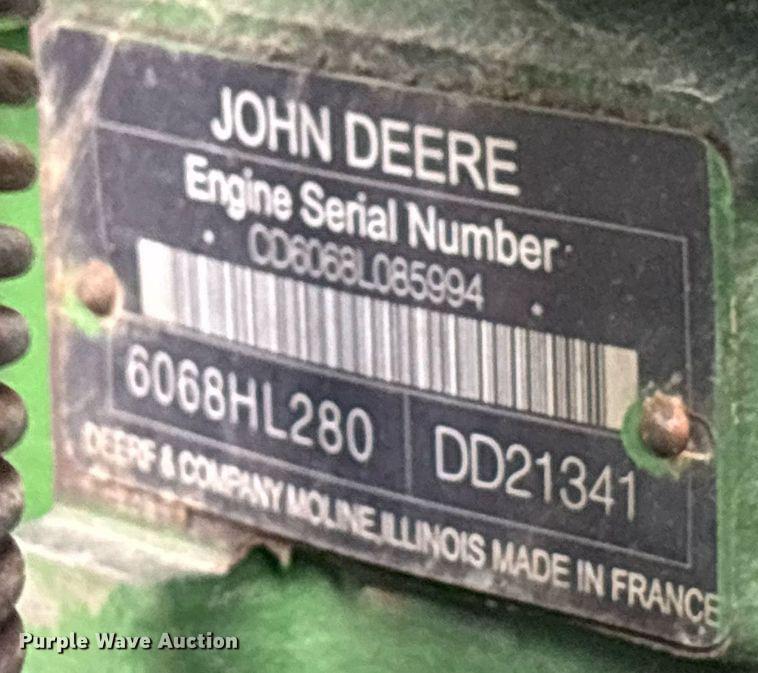 JOHN DEERE
Engine Serial Number
CD6068L085994
6068HL280
DD21341
DEERE & COMPANY MOLINE, ILLINOIS MADE IN FRANCE
Purple Wave Auction